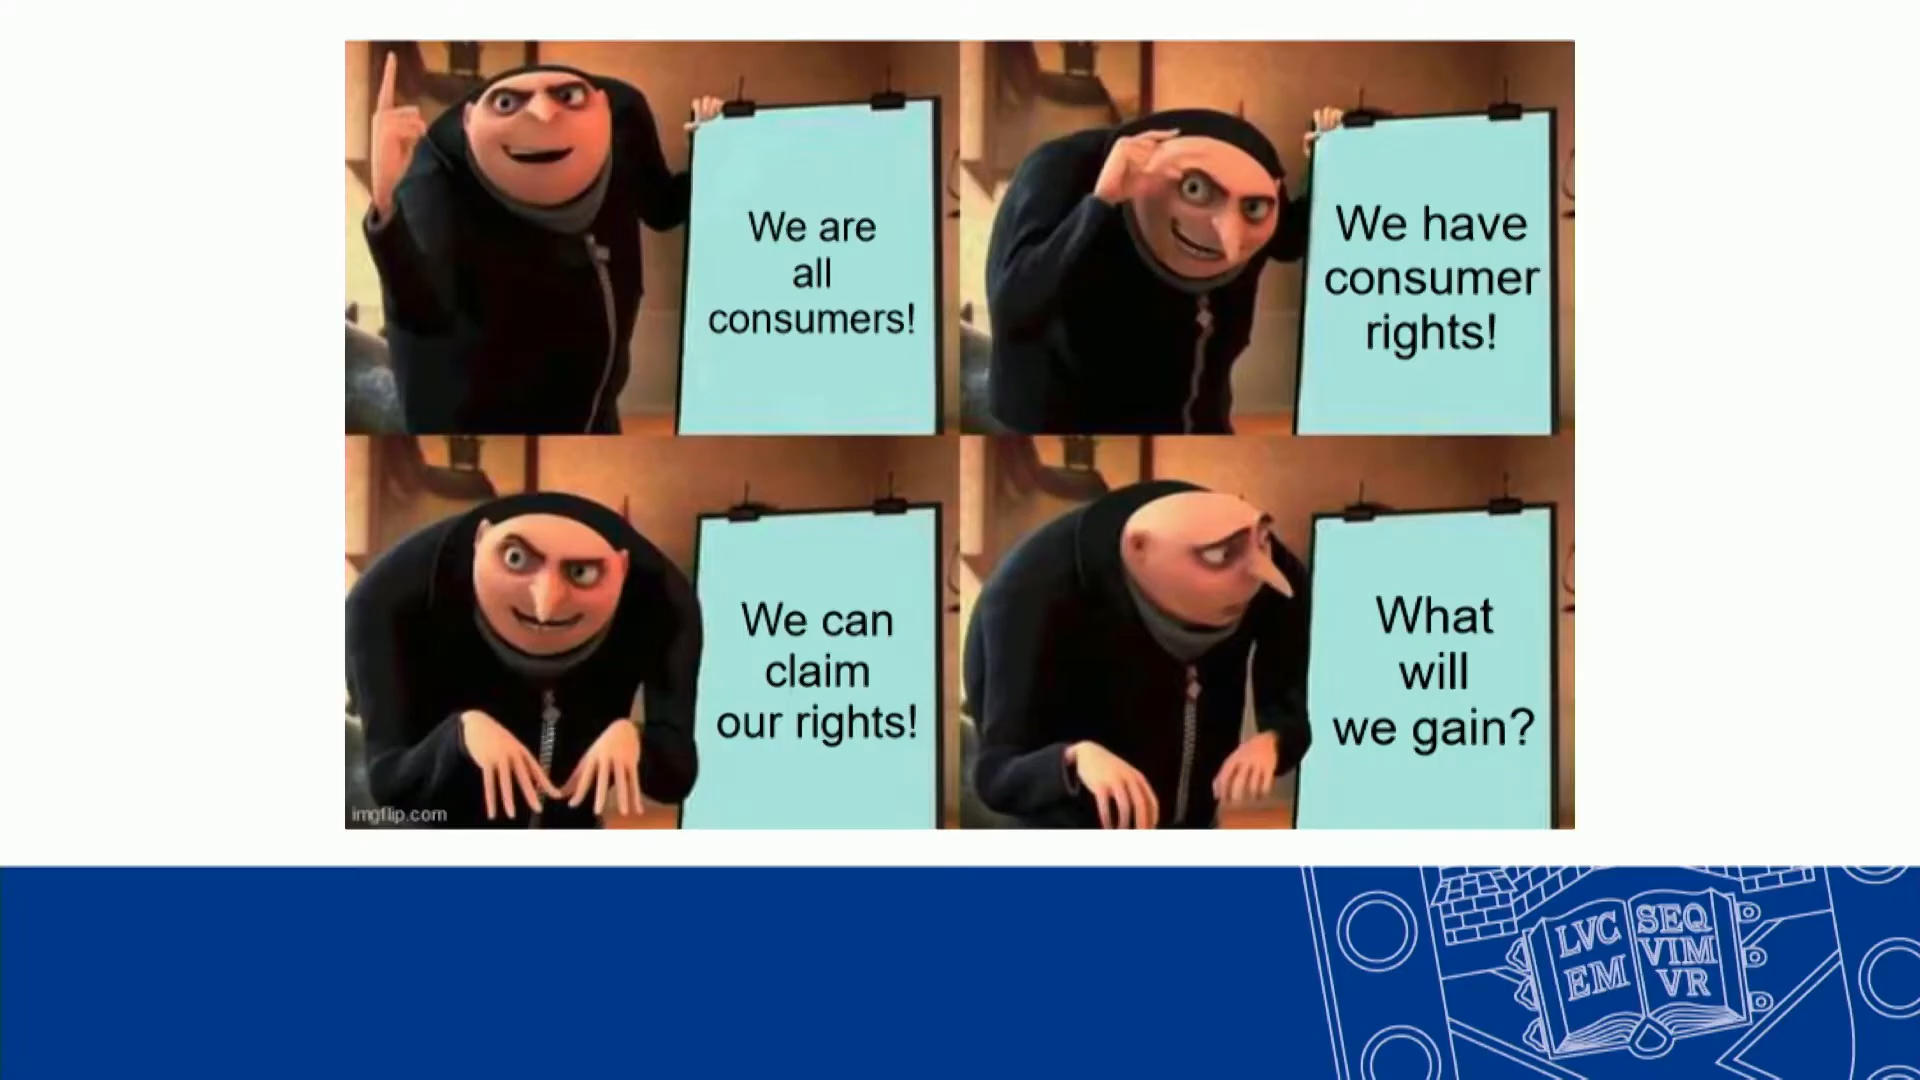 We are
all
consumers!
We have
consumer
rights!
We can
claim
our rights!
What
will
we gain?
imgflip.com
LVC
EM
SEQ
VIM
VR